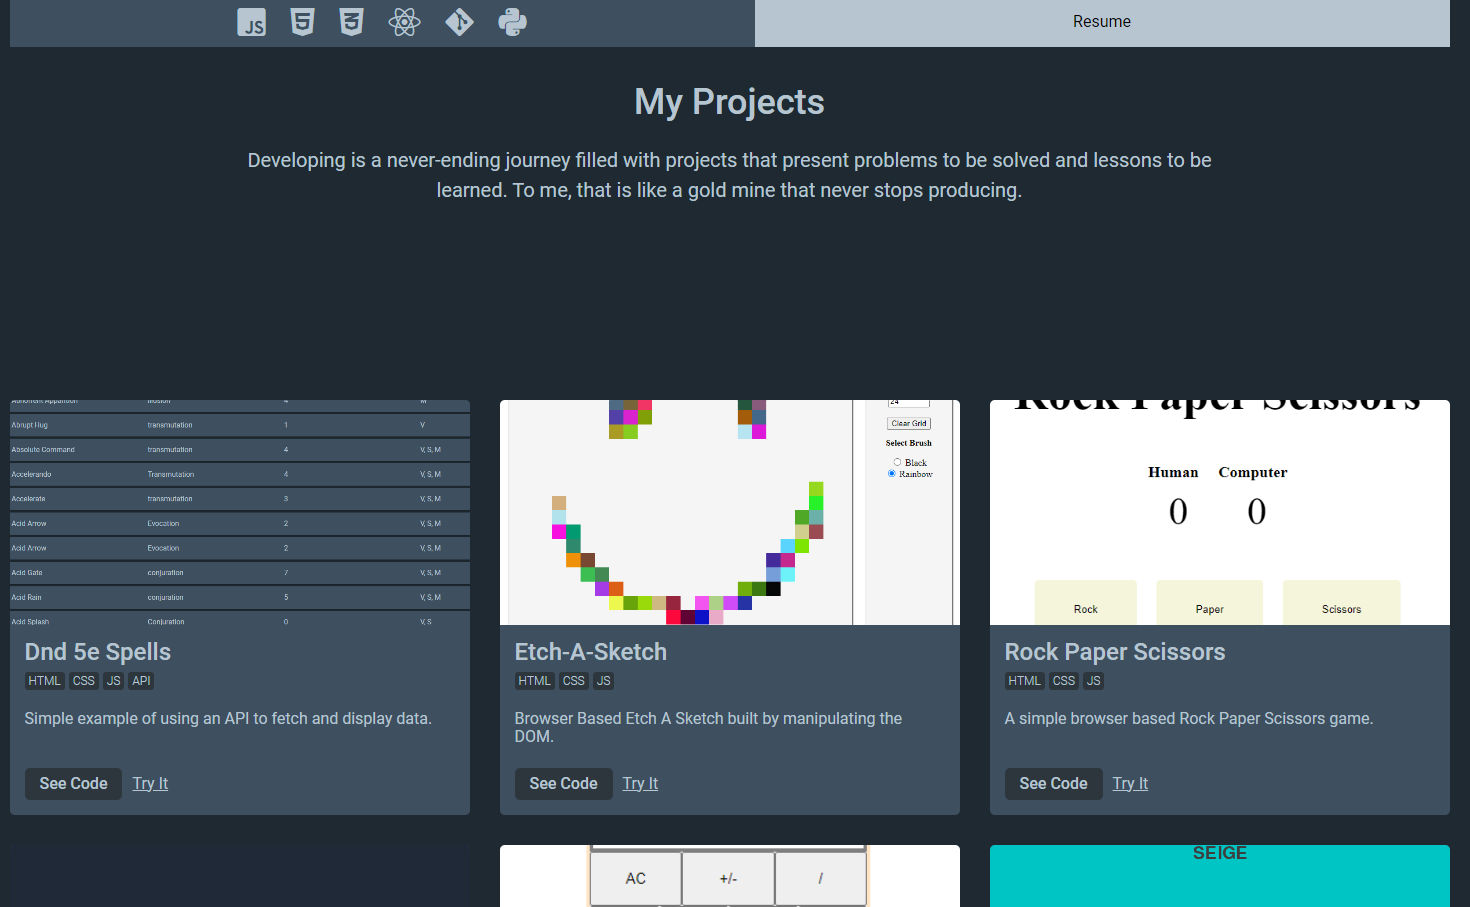 JS 5 3
Resume
My Projects
Developing is a never-ending journey filled with projects that present problems to be solved and lessons to be
learned. To me, that is like a gold mine that never stops producing.
illusion 4 M
Abrupt Hug transmutation 1 V
Absolute Command transmutation 4 V, S, M
Accelerando Transmutation 4 V, S, M
Accelerate transmutation 3 V, S, M
Acid Arrow Evocation 2 V, S, M
Acid Arrow Evocation 2 V, S, M
Acid Gate conjuration 7 V, S, M
Acid Rain conjuration 5 V, S, M
Acid Splash Conjuration 0 V, S
Dnd 5e Spells
HTML CSS JS API
Simple example of using an API to fetch and display data.
See Code Try It
24
Clear Grid
Select Brush
Black
Rainbow
Etch-A-Sketch
HTML CSS JS
Browser Based Etch A Sketch built by manipulating the
DOM.
See Code Try It
Rock Paper Scissors
Human Computer
0 0
Rock Paper Scissors
Rock Paper Scissors
HTML CSS JS
A simple browser based Rock Paper Scissors game.
See Code Try It
AC +/- /
SEIGE